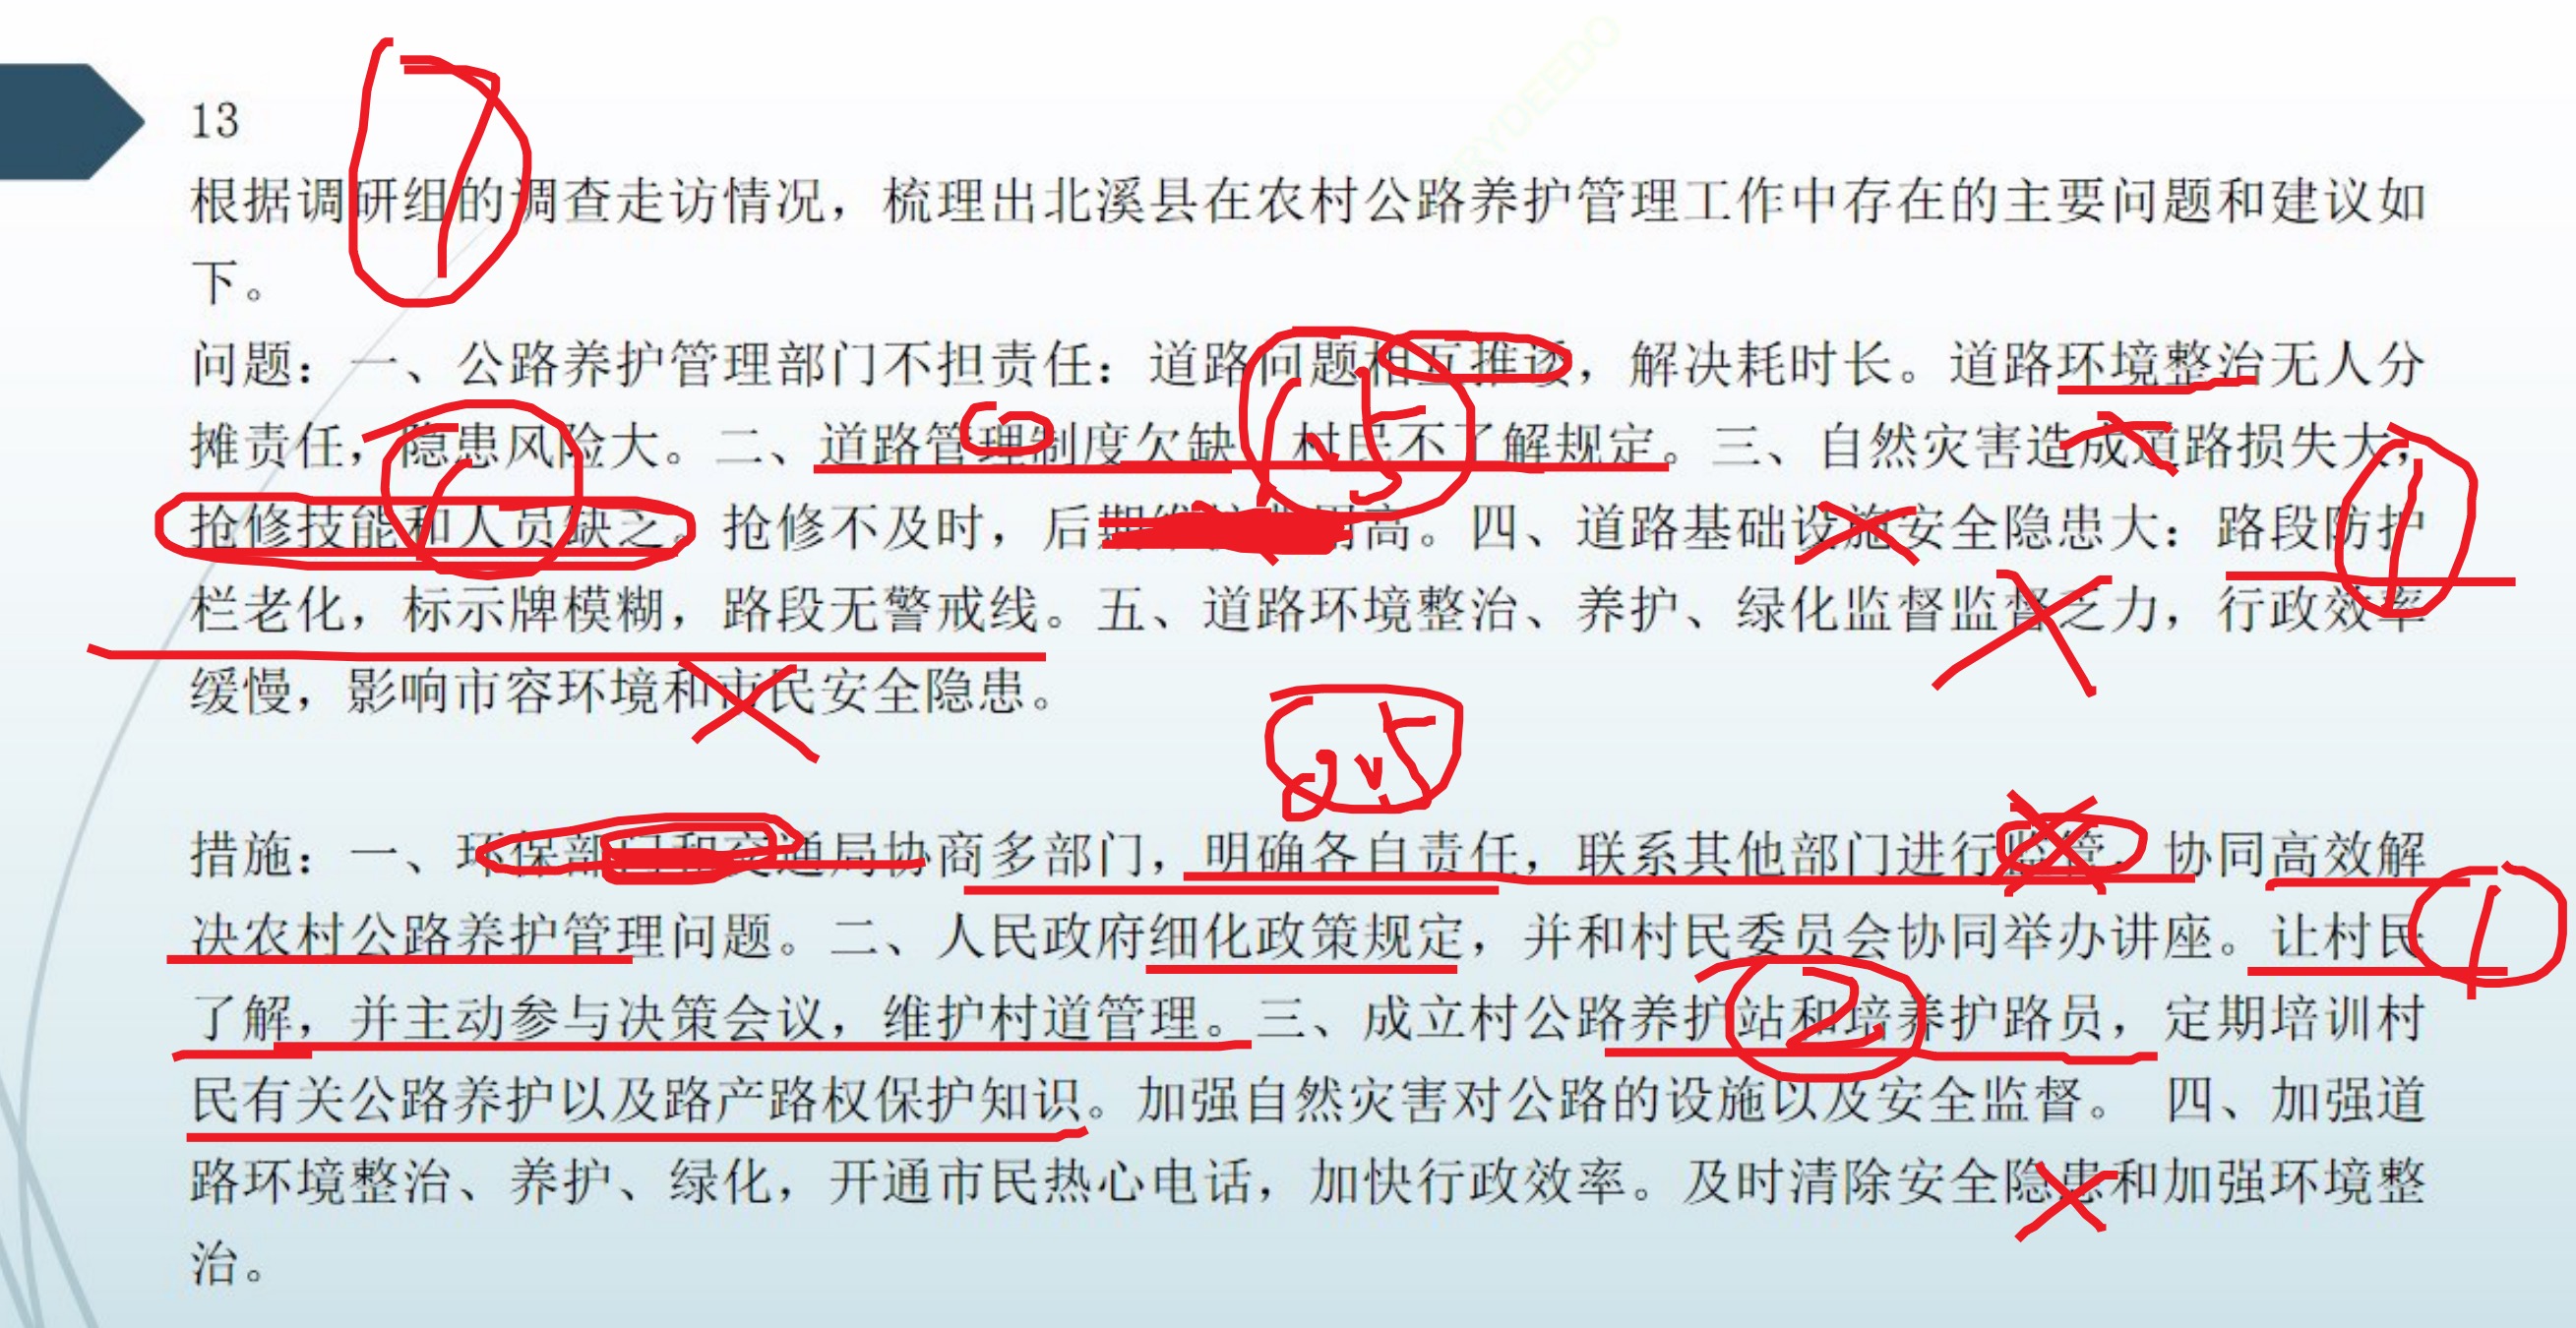 13
根据调研组的调查走访情况，梳理出北溪县在农村公路养护管理工作中存在的主要问题和建议如
下。
问题：一、公路养护管理部门不担责任：道路问题相互推诿，解决耗时长。道路环境整治无人分
摊责任，隐患风险大。二、道路管理制度欠缺，村民不了解规定。三、自然灾害造成道路损失大，
抢修技能和人员缺乏。抢修不及时，后期维护费用高。四、道路基础设施安全隐患大：路段防护
栏老化，标示牌模糊，路段无警戒线。五、道路环境整治、养护、绿化监督监督乏力，行政效率
缓慢，影响市容环境和市民安全隐患。
措施：一、环保部门和交通局协商多部门，明确各自责任，联系其他部门进行监管。协同高效解
决农村公路养护管理问题。二、人民政府细化政策规定，并和村民委员会协同举办讲座。让村民
了解，并主动参与决策会议，维护村道管理。三、成立村公路养护站和培养护路员，定期培训村
民有关公路养护以及路产路权保护知识。加强自然灾害对公路的设施以及安全监督。 四、加强道
路环境整治、养护、绿化，开通市民热心电话，加快行政效率。及时清除安全隐患和加强环境整
治。
7
1
1.5
1
2.5
1
2